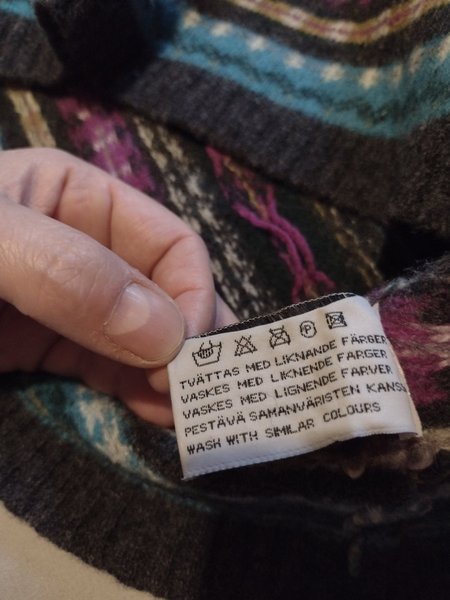 P
TVÄTTAS MED LIKNANDE FÄRGER
VASKES MED LIKNENDE FARGER
VASKES MED LIGNENDE FARVER
PESTÄVÄ SAMANVÄRISTEN KANSSA
WASH WITH SIMILAR COLOURS